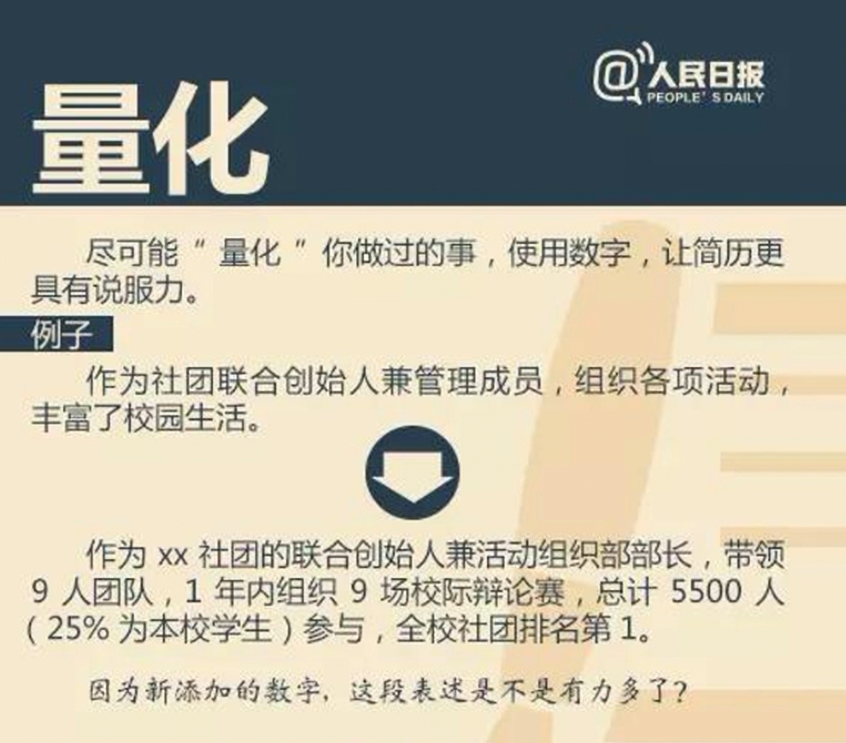 量化
@人民日报
PEOPLE'S DAILY
尽可能“量化”你做过的事，使用数字，让简历更
具有说服力。
例子
作为社团联合创始人兼管理成员，组织各项活动，
丰富了校园生活。
作为 xx 社团的联合创始人兼活动组织部部长，带领
9 人团队，1 年内组织 9 场校际辩论赛，总计 5500 人
（25% 为本校学生）参与，全校社团排名第 1。
因为新添加的数字，这段表述是不是有力多了？